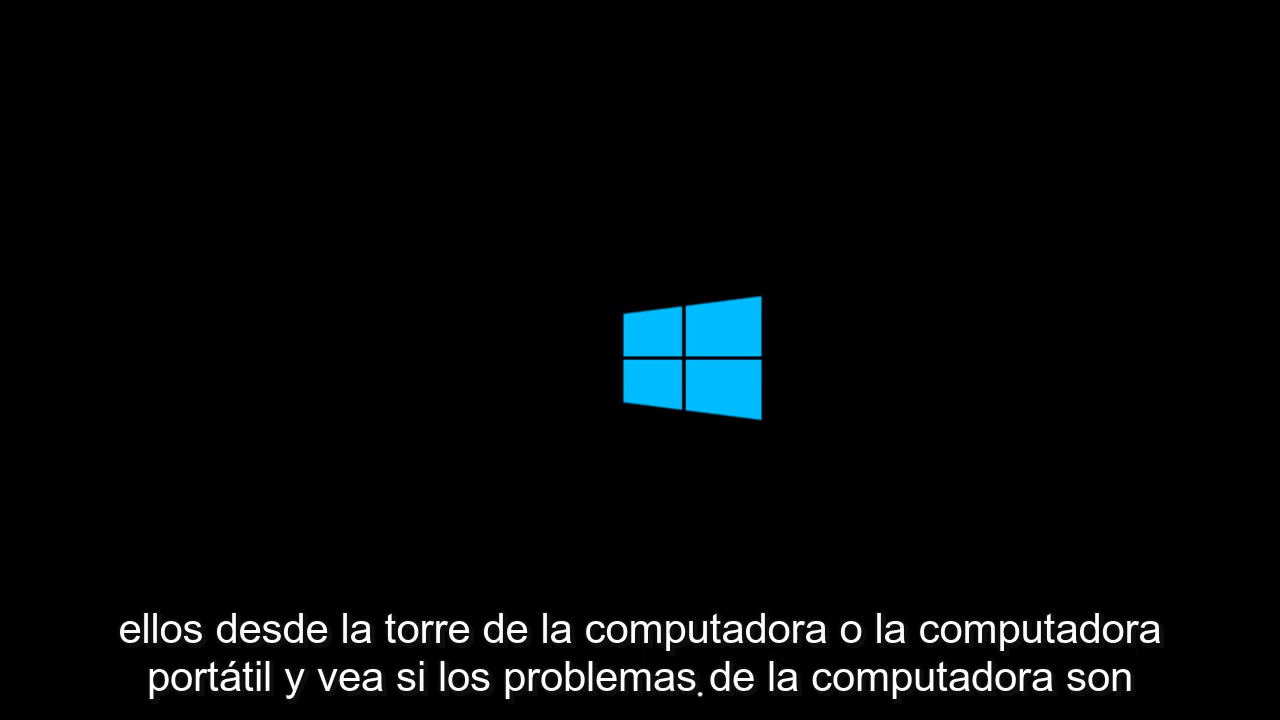 ellos desde la torre de la computadora o la computadora
portátil y vea si los problemas de la computadora son